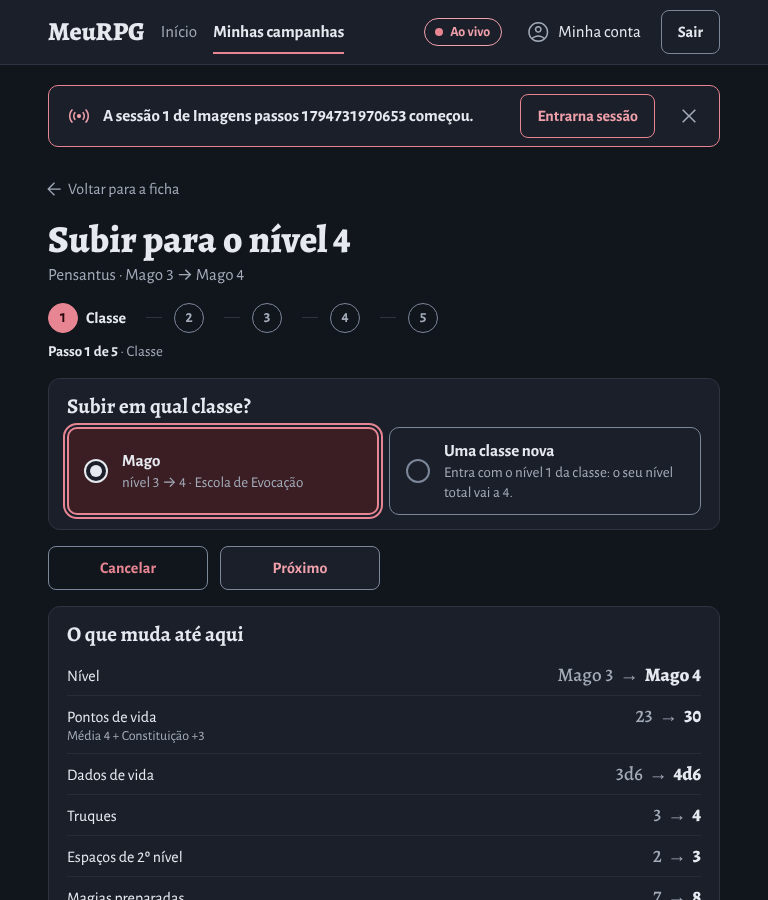 MeuRPG Início Minhas campanhas Ao vivo Minha conta Sair
A sessão 1 de Imagens passos 1794731970653 começou. Entrarna sessão
Voltar para a ficha
Subir para o nível 4
Pensantus · Mago 3 → Mago 4
1 Classe 2 3 4 5
Passo 1 de 5 · Classe
Subir em qual classe?
Mago
nível 3 → 4 · Escola de Evocação
Uma classe nova
Entra com o nível 1 da classe: o seu nível
total vai a 4.
Cancelar Próximo
O que muda até aqui
Nível Mago 3 → Mago 4
Pontos de vida 23 → 30
Média 4 + Constituição +3
Dados de vida 3d6 → 4d6
Truques 3 → 4
Espaços de 2º nível 2 → 3
Magias preparadas 7 → 8